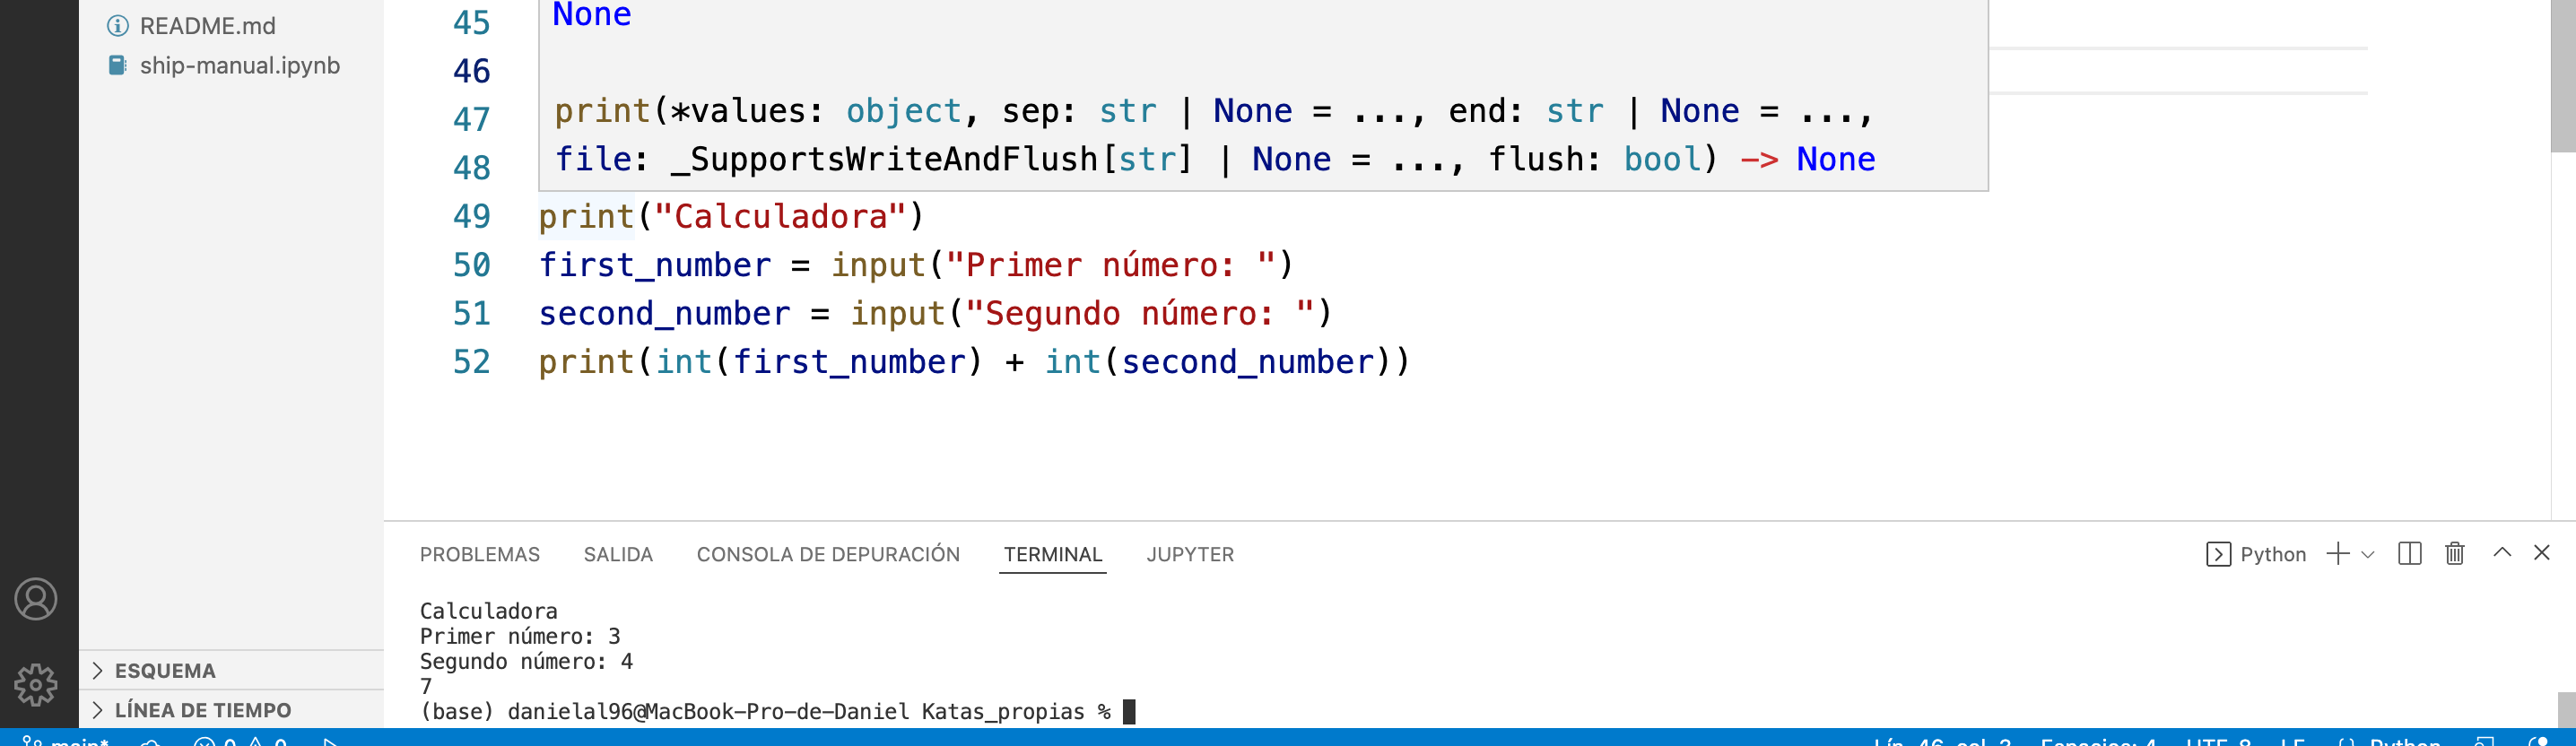 README.md
ship-manual.ipynb
ESQUEMA
LÍNEA DE TIEMPO
45
46
47
48
None
print(*values: object, sep: str | None = ..., end: str | None = ...,
file: _SupportsWriteAndFlush[str] | None = ..., flush: bool) -> None
49 print("Calculadora")
50 first_number = input("Primer número: ")
51 second_number = input("Segundo número: ")
52 print(int(first_number) + int(second_number))
PROBLEMAS SALIDA CONSOLA DE DEPURACIÓN TERMINAL JUPYTER Python
Calculadora
Primer número: 3
Segundo número: 4
7
(base) danielal96@MacBook-Pro-de-Daniel Katas_propias %
main* 0 0 Lín. 46, col. 3 Espacios: 4 UTF-8 LF Python